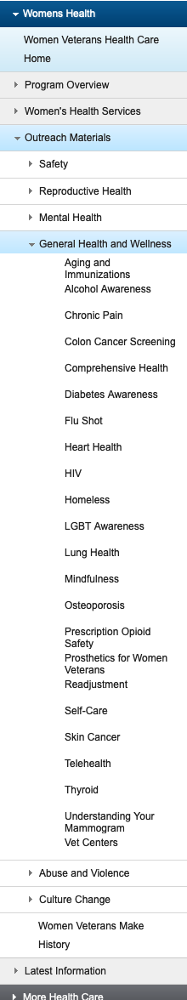 Womens Health
Women Veterans Health Care
Home
Program Overview
Women's Health Services
Outreach Materials
Safety
Reproductive Health
Mental Health
General Health and Wellness
Aging and
Immunizations
Alcohol Awareness
Chronic Pain
Colon Cancer Screening
Comprehensive Health
Diabetes Awareness
Flu Shot
Heart Health
HIV
Homeless
LGBT Awareness
Lung Health
Mindfulness
Osteoporosis
Prescription Opioid
Safety
Prosthetics for Women
Veterans
Readjustment
Self-Care
Skin Cancer
Telehealth
Thyroid
Understanding Your
Mammogram
Vet Centers
Abuse and Violence
Culture Change
Women Veterans Make
History
Latest Information
More Health Care